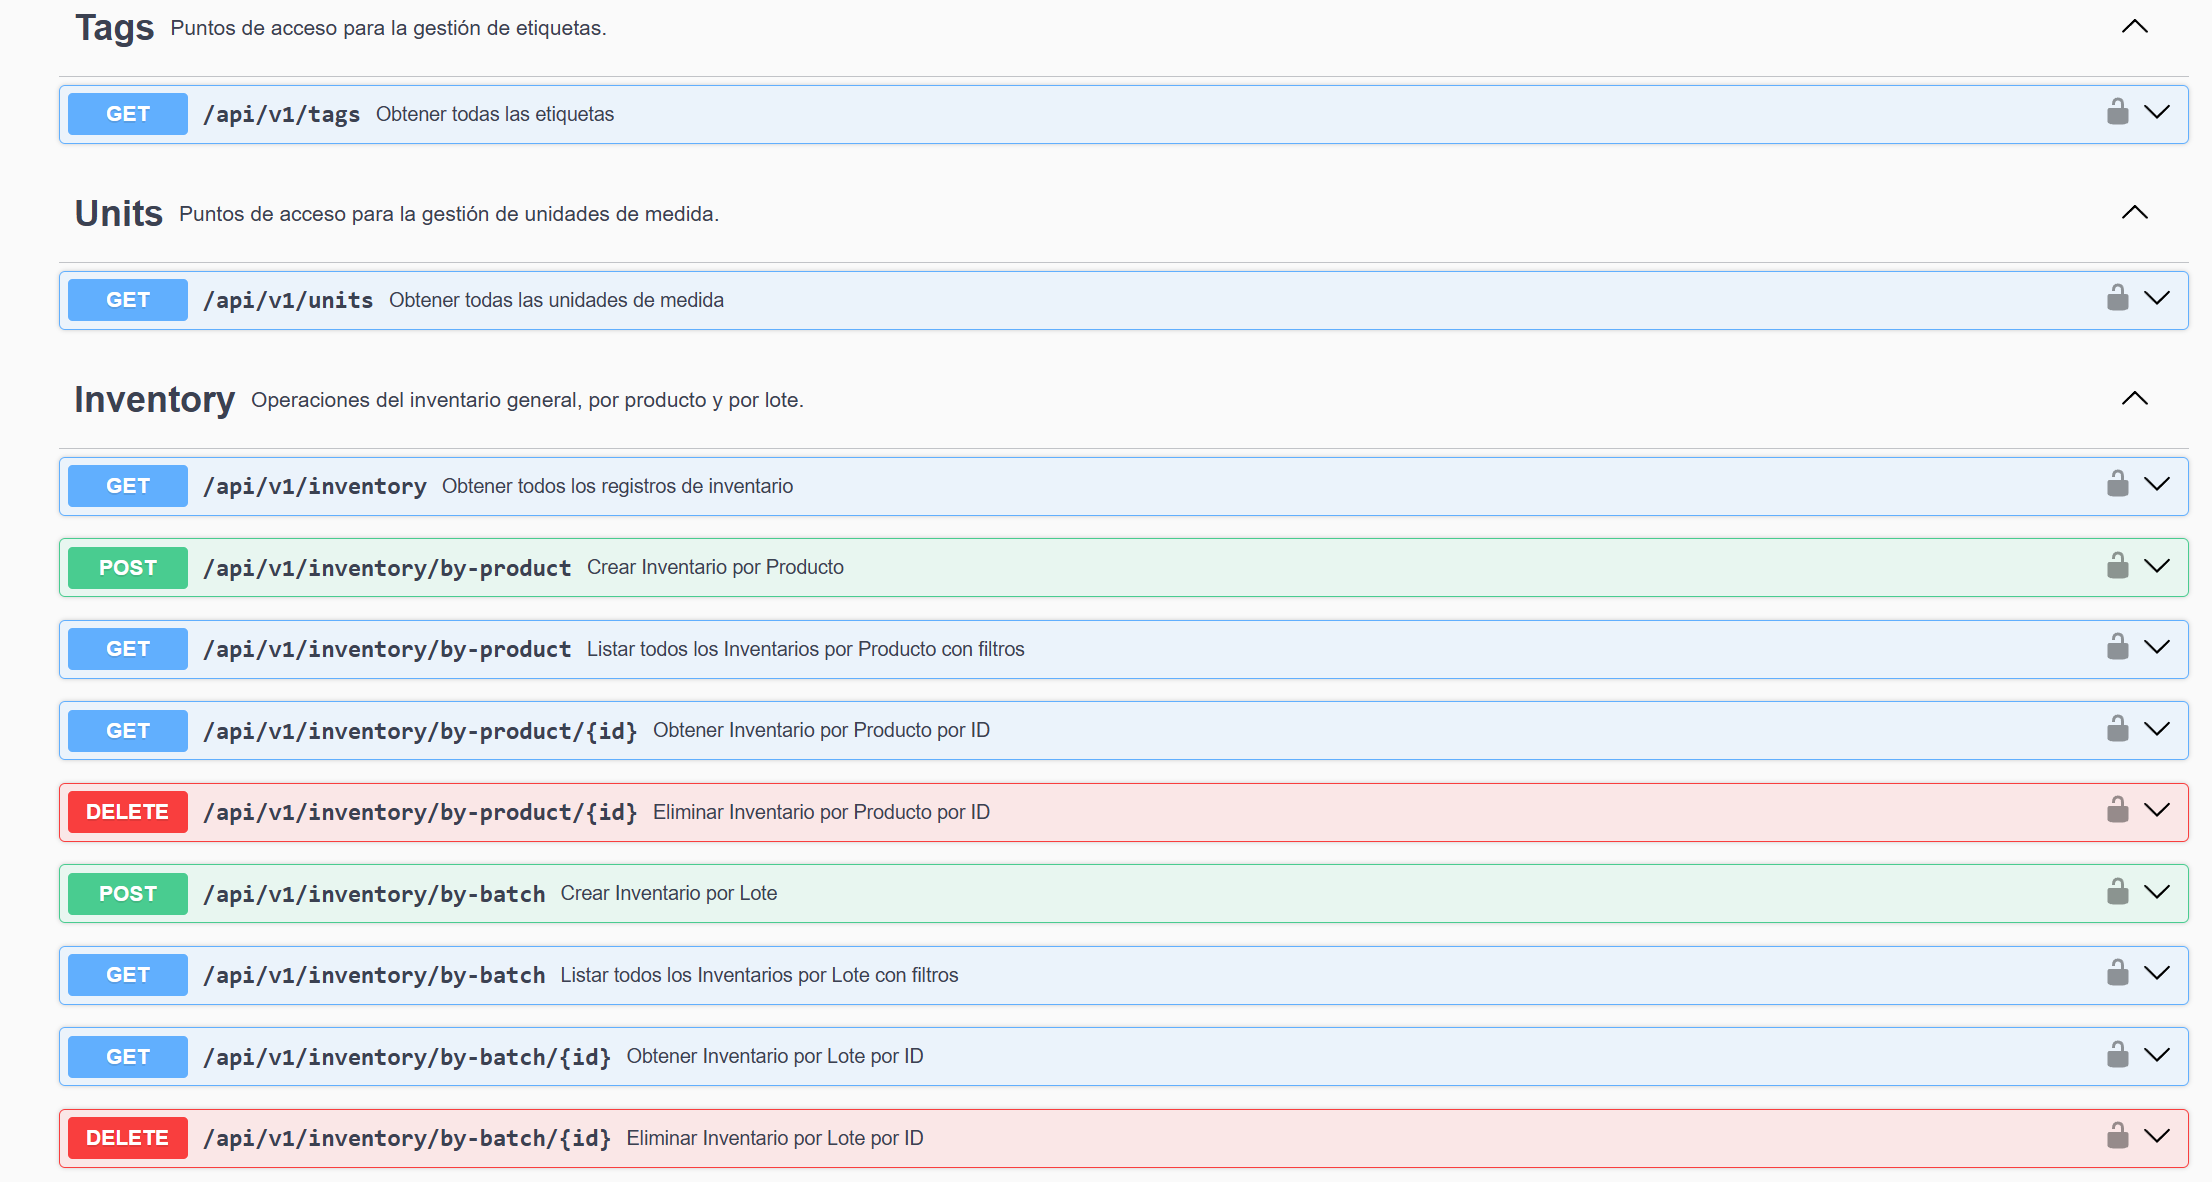 Tags Puntos de acceso para la gestión de etiquetas.
GET /api/v1/tags Obtener todas las etiquetas
Units Puntos de acceso para la gestión de unidades de medida.
GET /api/v1/units Obtener todas las unidades de medida
Inventory Operaciones del inventario general, por producto y por lote.
GET /api/v1/inventory Obtener todos los registros de inventario
POST /api/v1/inventory/by-product Crear Inventario por Producto
GET /api/v1/inventory/by-product Listar todos los Inventarios por Producto con filtros
GET /api/v1/inventory/by-product/{id} Obtener Inventario por Producto por ID
DELETE /api/v1/inventory/by-product/{id} Eliminar Inventario por Producto por ID
POST /api/v1/inventory/by-batch Crear Inventario por Lote
GET /api/v1/inventory/by-batch Listar todos los Inventarios por Lote con filtros
GET /api/v1/inventory/by-batch/{id} Obtener Inventario por Lote por ID
DELETE /api/v1/inventory/by-batch/{id} Eliminar Inventario por Lote por ID